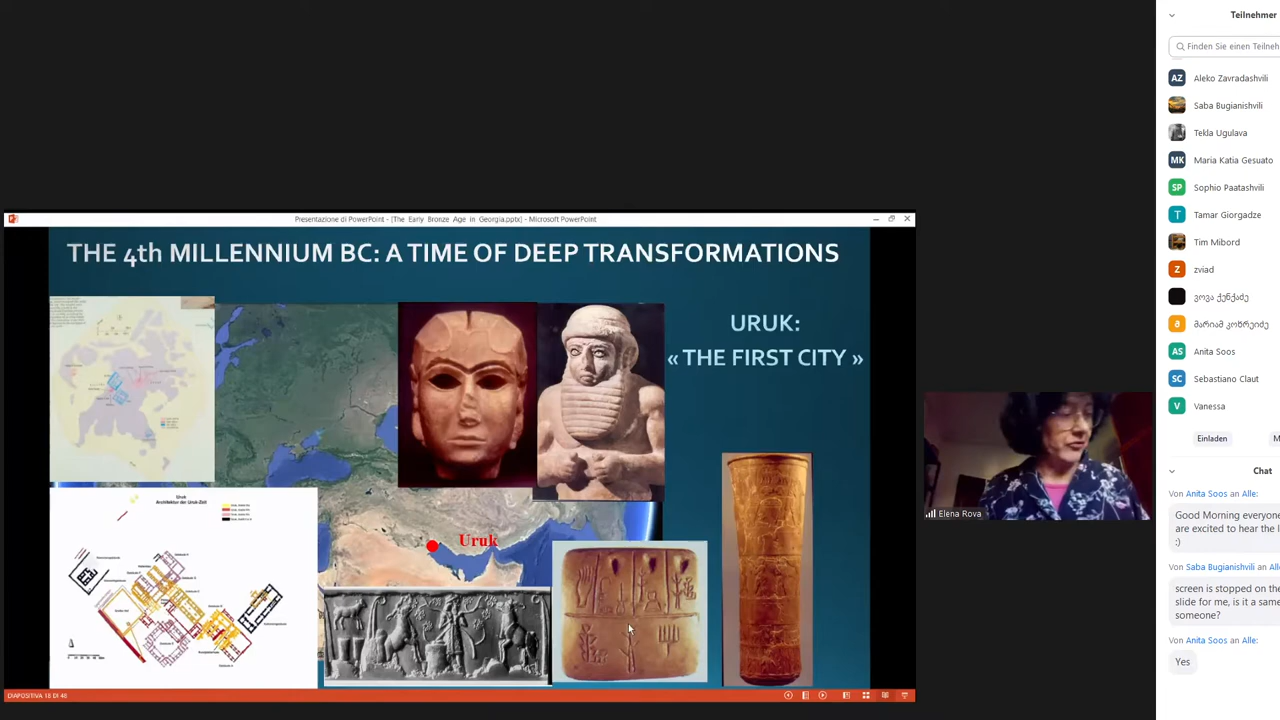 Presentazione di PowerPoint - [The Early Bronze Age in Georgia.pptx] - Microsoft PowerPoint
THE 4th MILLENNIUM BC: A TIME OF DEEP TRANSFORMATIONS
URUK:
« THE FIRST CITY »
Uruk
Architektur der Uruk-Zeit
Uruk
DIAPOSITIVA 18 DI 48
Elena Rova
Teilnehmer
Finden Sie einen Teilneh
AZ Aleko Zavradashvili
Saba Bugianishvili
Tekla Ugulava
MK Maria Katia Gesuato
SP Sophio Paatashvili
T Tamar Giorgadze
Tim Mibord
Z zviad
ვოვა ქენქაძე
მ მარიამ კობრეიძე
AS Anita Soos
SC Sebastiano Claut
V Vanessa
Einladen M
Chat
Von Anita Soos an Alle:
Good Morning everyone
are excited to hear the l
:)
Von Saba Bugianishvili an Alle
screen is stopped on the
slide for me, is it a same
someone?
Von Anita Soos an Alle:
Yes